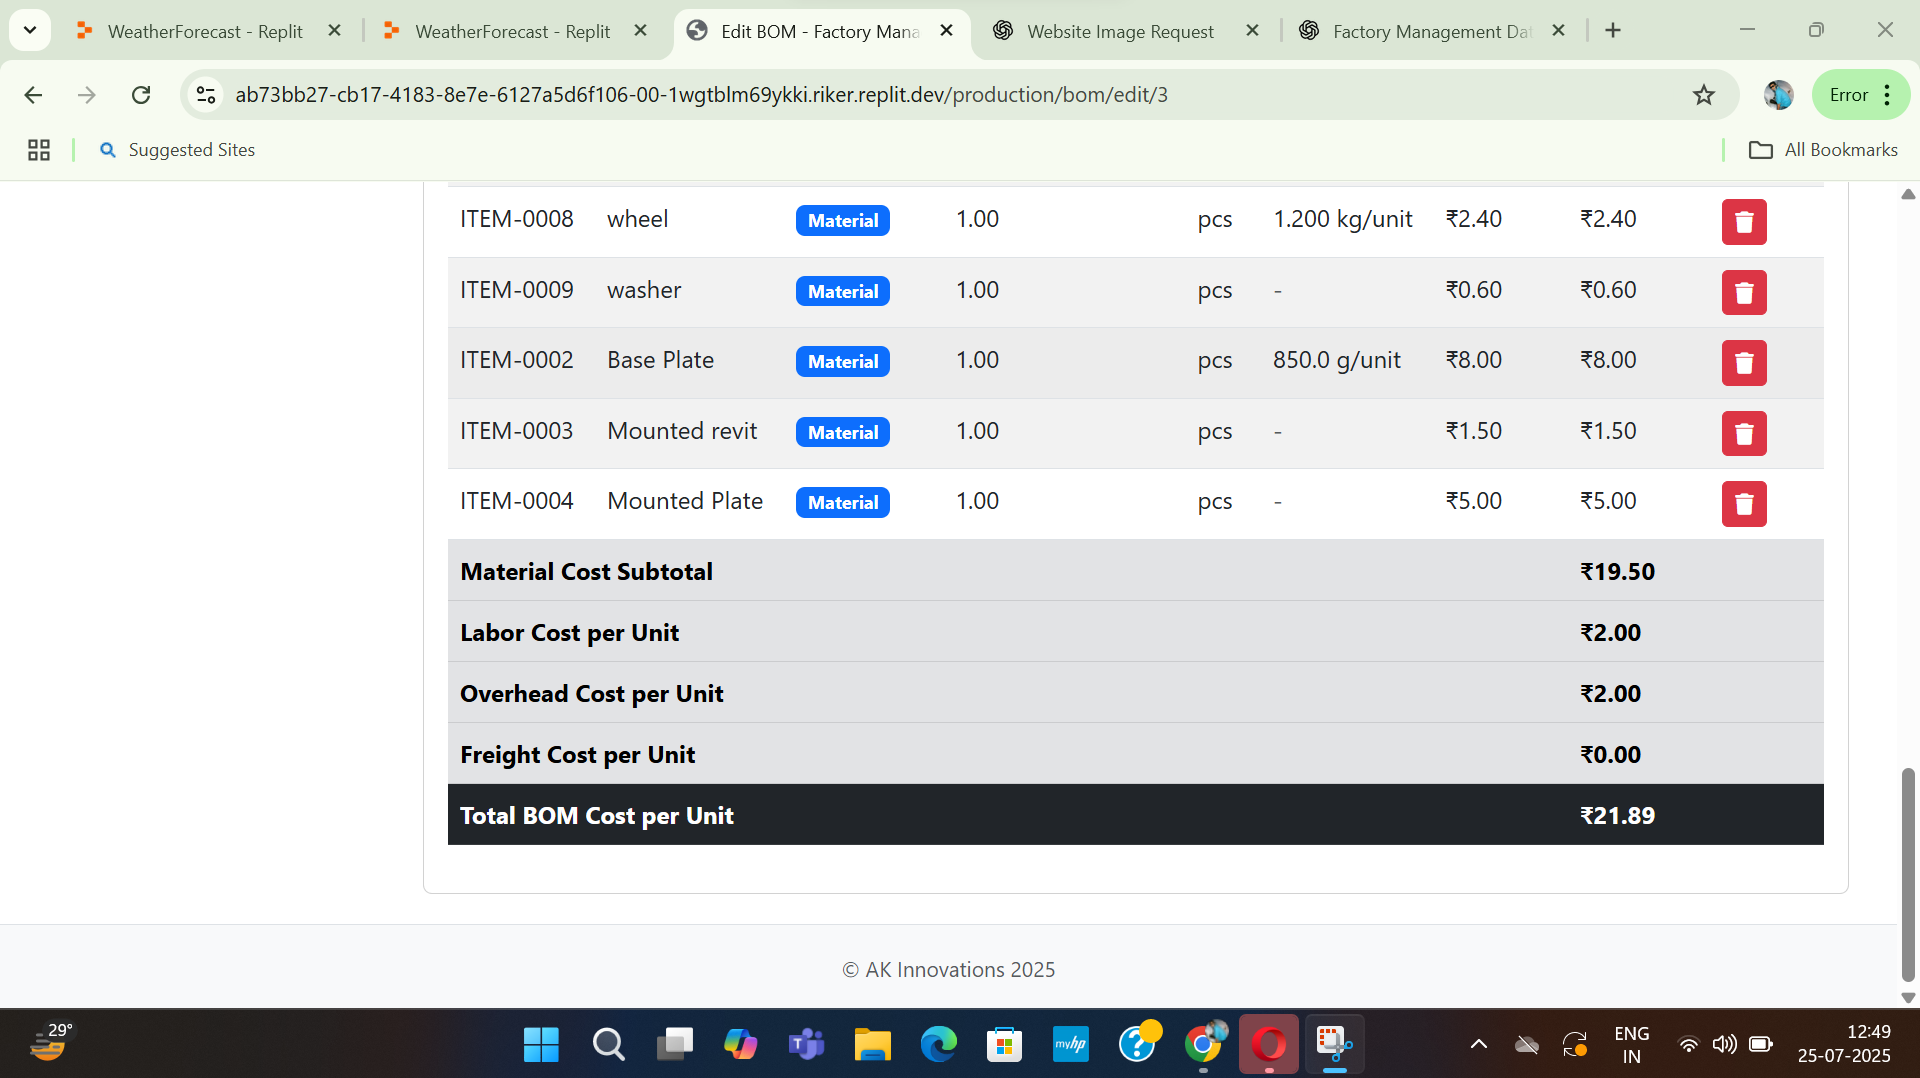 WeatherForecast - Replit
WeatherForecast - Replit
Edit BOM - Factory Mana
Website Image Request
Factory Management Dat
ab73bb27-cb17-4183-8e7e-6127a5d6f106-00-1wgtblm69ykki.riker.replit.dev/production/bom/edit/3
Error
Suggested Sites
All Bookmarks
ITEM-0008 wheel Material 1.00 pcs 1.200 kg/unit ₹2.40 ₹2.40
ITEM-0009 washer Material 1.00 pcs - ₹0.60 ₹0.60
ITEM-0002 Base Plate Material 1.00 pcs 850.0 g/unit ₹8.00 ₹8.00
ITEM-0003 Mounted revit Material 1.00 pcs - ₹1.50 ₹1.50
ITEM-0004 Mounted Plate Material 1.00 pcs - ₹5.00 ₹5.00
Material Cost Subtotal ₹19.50
Labor Cost per Unit ₹2.00
Overhead Cost per Unit ₹2.00
Freight Cost per Unit ₹0.00
Total BOM Cost per Unit ₹21.89
© AK Innovations 2025
29°
myhp
ENG
IN
12:49
25-07-2025